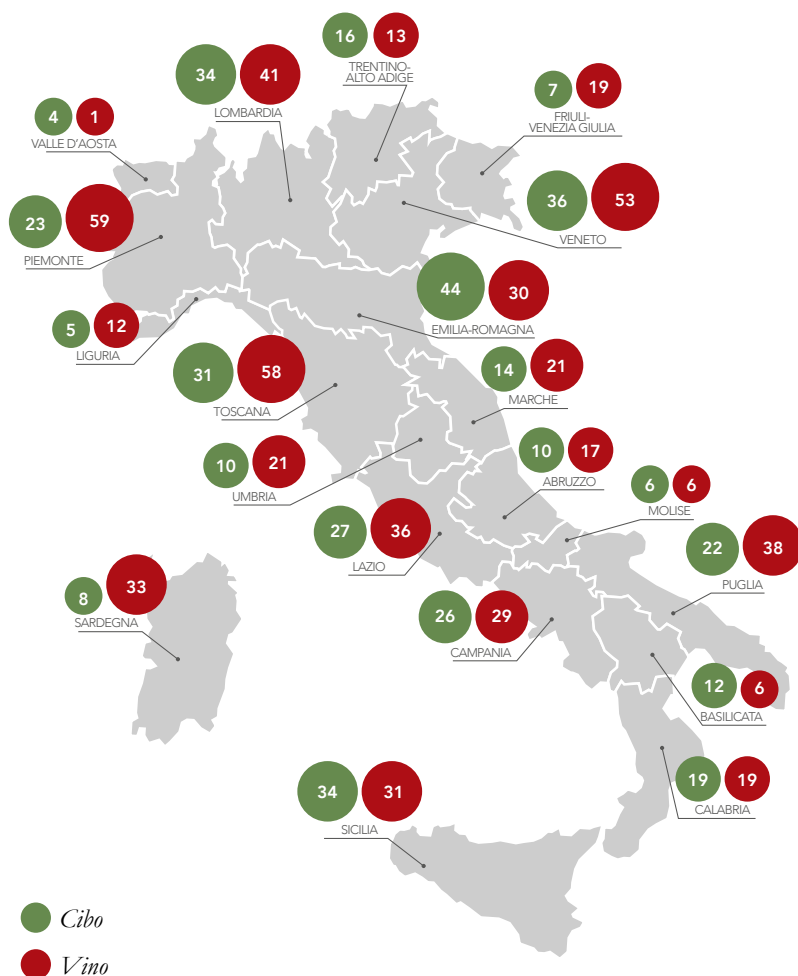 16 13
TRENTINO-
ALTO ADIGE
34 41
LOMBARDIA
7 19
FRIULI-
VENEZIA GIULIA
4 1
VALLE D'AOSTA
36 53
VENETO
23 59
PIEMONTE
44 30
EMILIA-ROMAGNA
5 12
LIGURIA
31 58
TOSCANA
14 21
MARCHE
10 21
UMBRIA
10 17
ABRUZZO
6 6
MOLISE
27 36
LAZIO
22 38
PUGLIA
8 33
SARDEGNA
26 29
CAMPANIA
12 6
BASILICATA
19 19
CALABRIA
34 31
SICILIA
Cibo
Vino